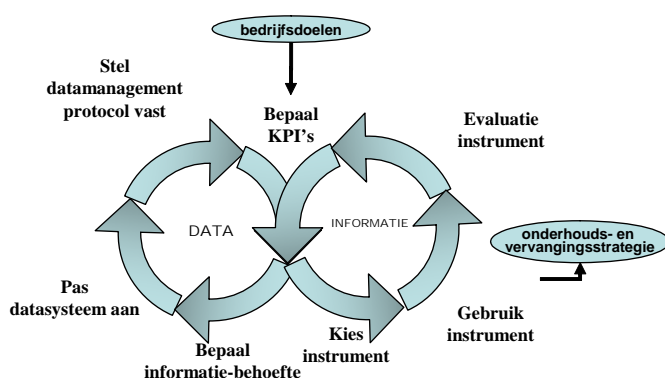 bedrijfsdoelen
Stel
datamanagement
protocol vast
Bepaal
KPI's
Evaluatie
instrument
DATA
INFORMATIE
onderhouds- en
vervangingsstrategie
Pas
datasysteem aan
Bepaal
informatie-behoefte
Kies
instrument
Gebruik
instrument